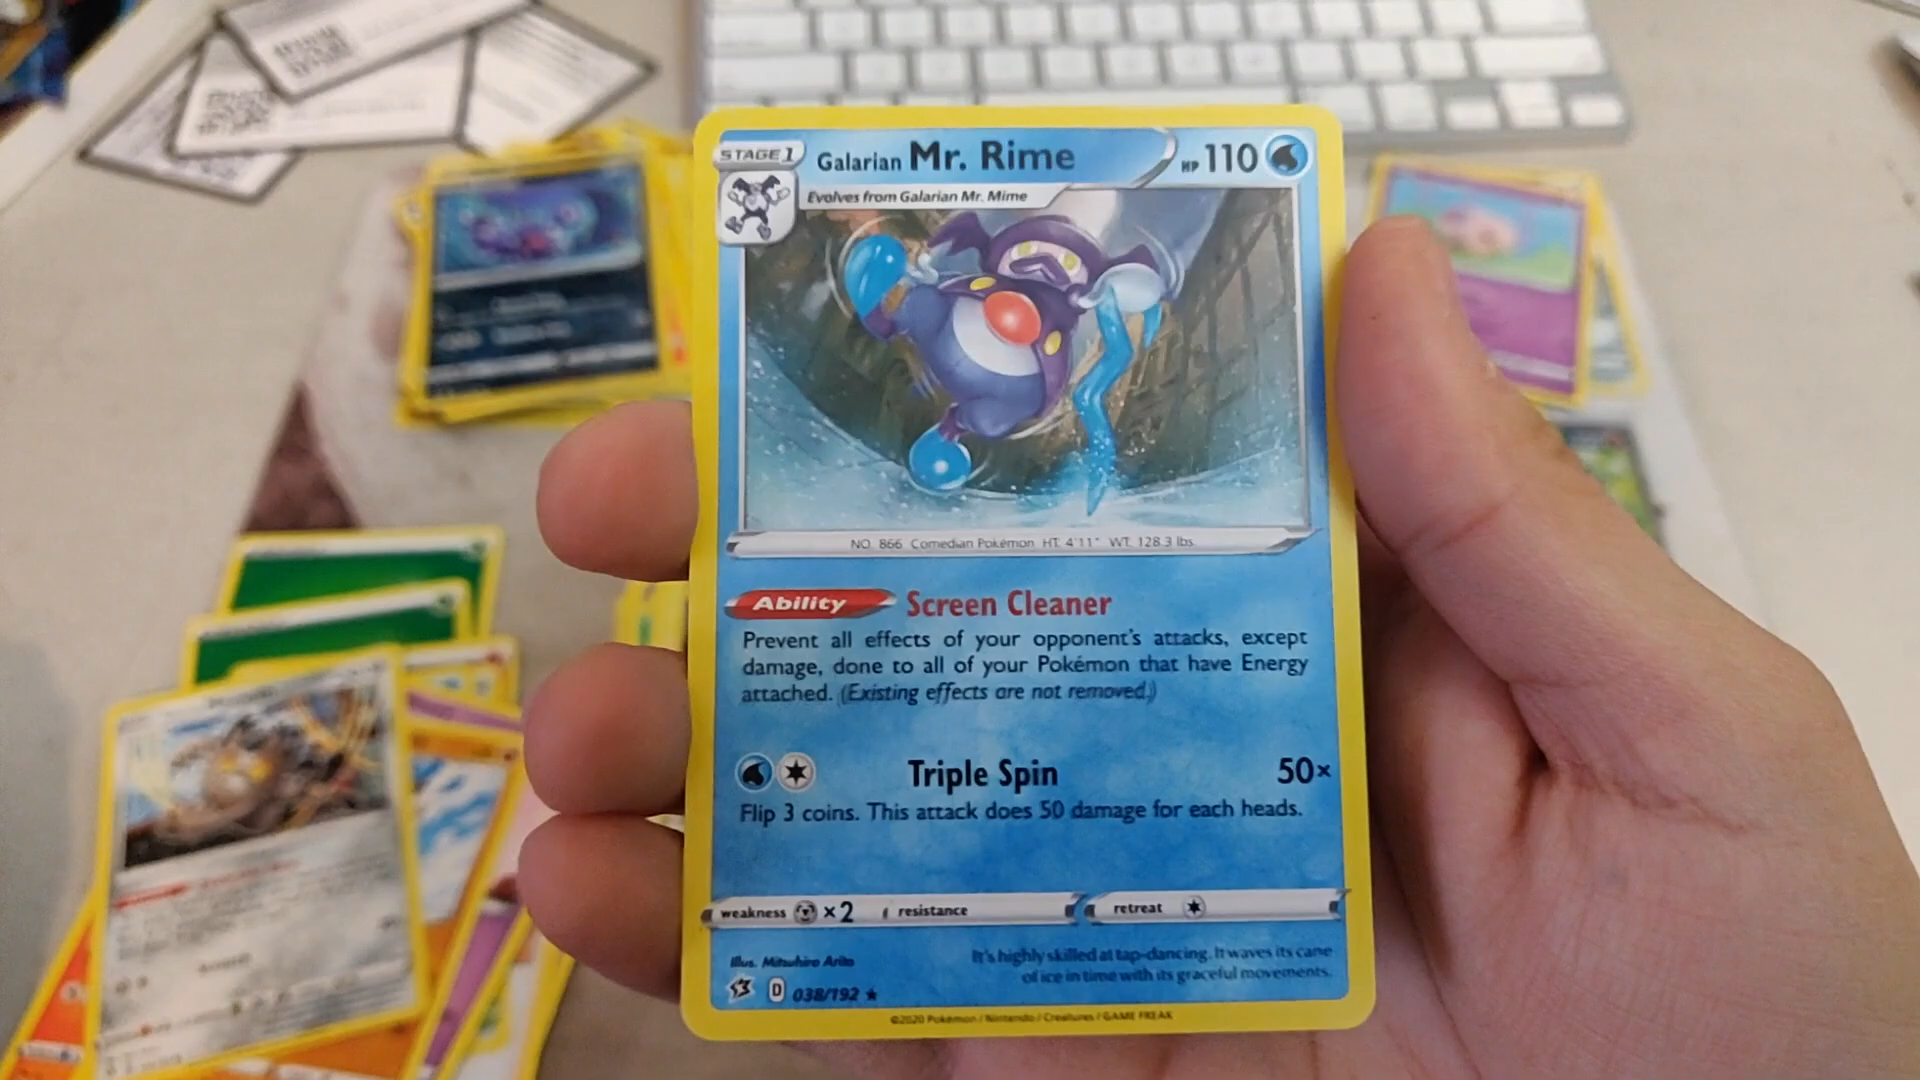 STAGE 1
Galarian Mr. Rime
HP 110
Evolves from Galarian Mr. Mime
NO. 866 Comedian Pokémon HT. 4'11" WT. 128.3 lbs.
Ability Screen Cleaner
Prevent all effects of your opponent's attacks, except
damage, done to all of your Pokémon that have Energy
attached. (Existing effects are not removed.)
Triple Spin 50×
Flip 3 coins. This attack does 50 damage for each heads.
weakness ×2 resistance retreat
Illus. Mitsuhiro Arita
It's highly skilled at tap-dancing. It waves its cane
of ice in time with its graceful movements.
D 038/192 ★
©2020 Pokémon / Nintendo / Creatures / GAME FREAK